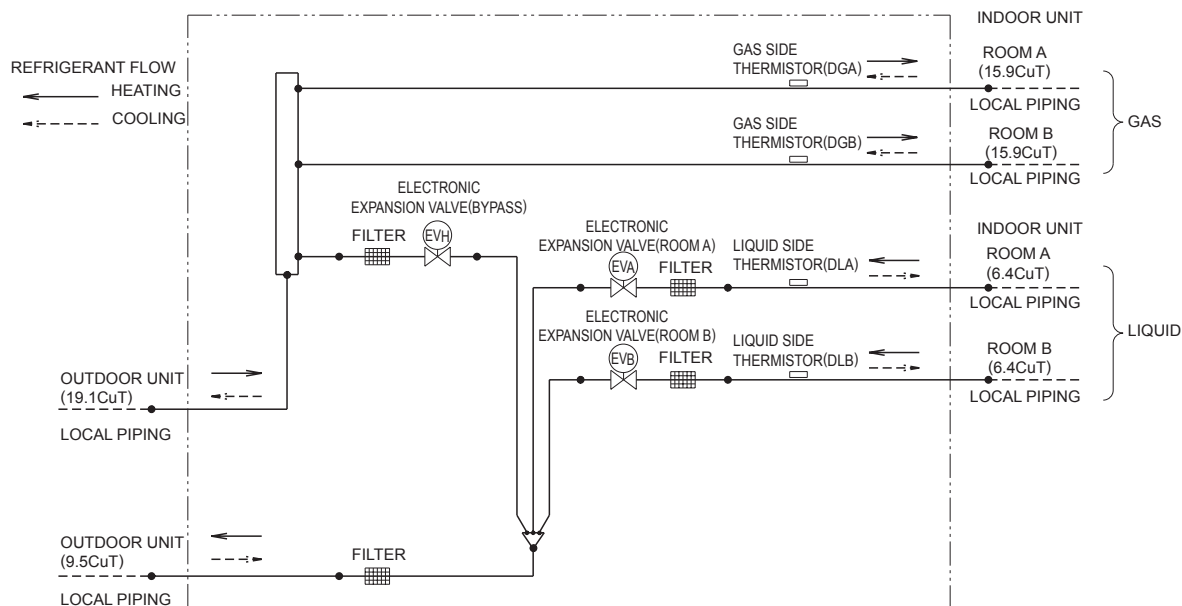 REFRIGERANT FLOW
HEATING
COOLING
INDOOR UNIT
GAS SIDE
THERMISTOR(DGA)
ROOM A
(15.9CuT)
LOCAL PIPING
GAS SIDE
THERMISTOR(DGB)
ROOM B
(15.9CuT)
LOCAL PIPING
GAS
ELECTRONIC
EXPANSION VALVE(BYPASS)
FILTER
EVH
INDOOR UNIT
ELECTRONIC
EXPANSION VALVE(ROOM A)
EVA
FILTER
LIQUID SIDE
THERMISTOR(DLA)
ROOM A
(6.4CuT)
LOCAL PIPING
ELECTRONIC
EXPANSION VALVE(ROOM B)
EVB
FILTER
LIQUID SIDE
THERMISTOR(DLB)
ROOM B
(6.4CuT)
LOCAL PIPING
LIQUID
OUTDOOR UNIT
(19.1CuT)
LOCAL PIPING
OUTDOOR UNIT
(9.5CuT)
LOCAL PIPING
FILTER